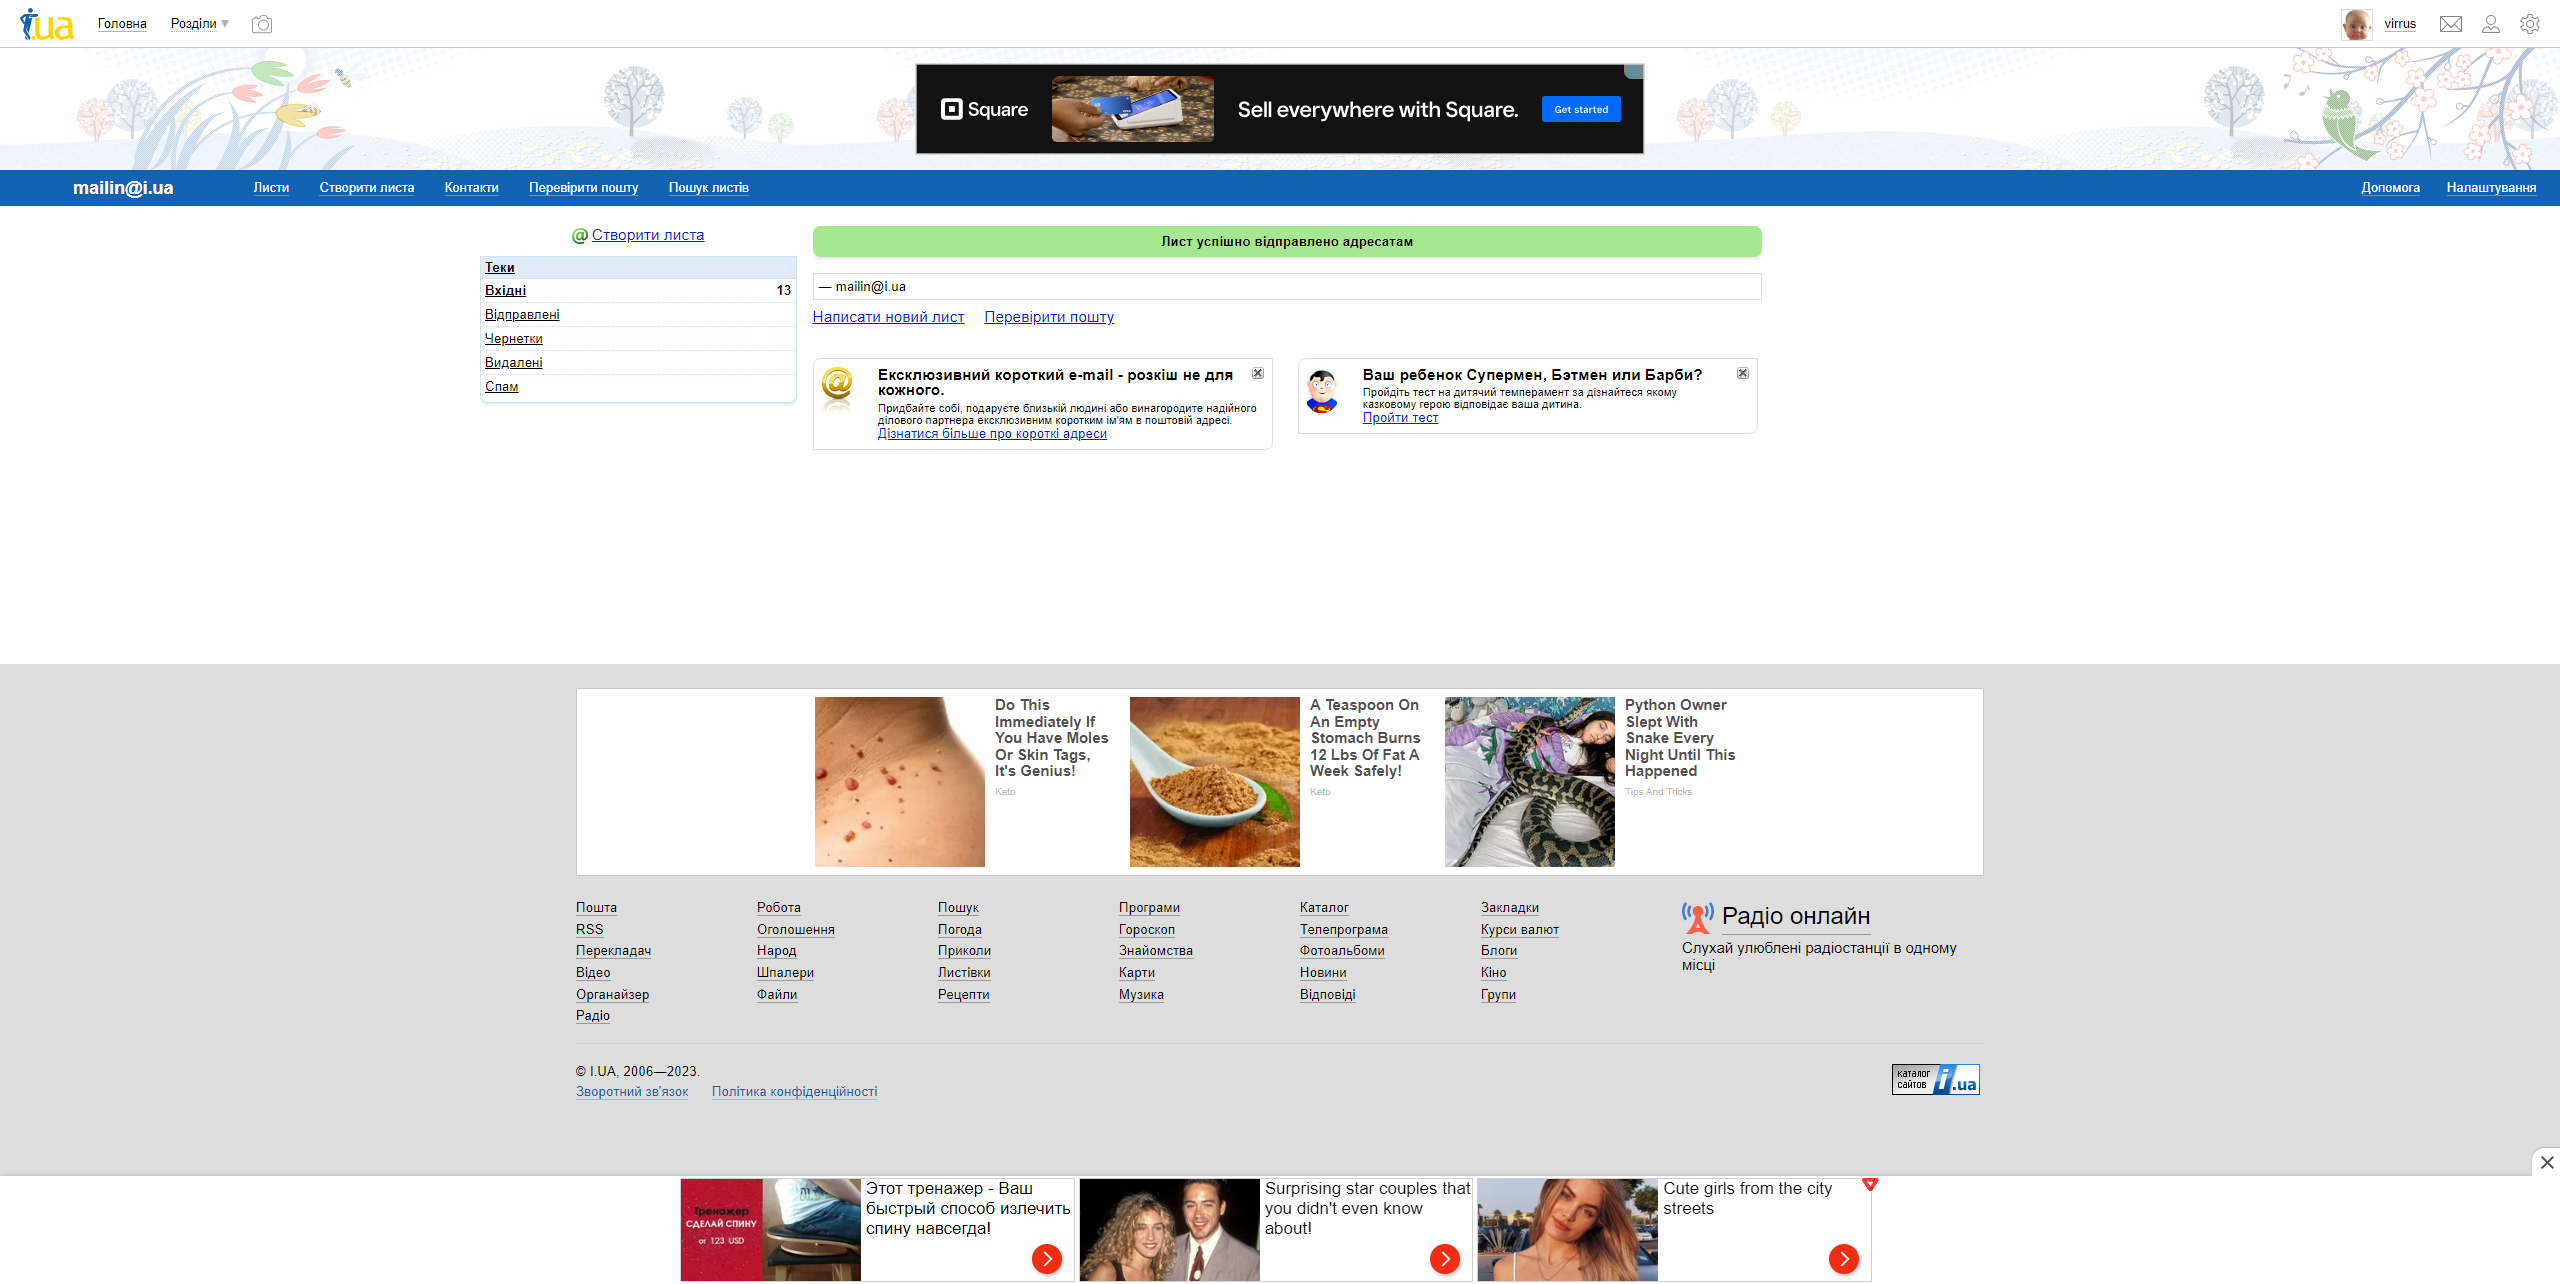 i.ua
Головна
Розділи
virrus
Square
Sell everywhere with Square.
Get started
mailin@i.ua
Листи
Створити листа
Контакти
Перевірити пошту
Пошук листів
Допомога
Налаштування
Створити листа
Теки
Вхідні 13
Відправлені
Чернетки
Видалені
Спам
Лист успішно відправлено адресатам
— mailin@i.ua
Написати новий лист
Перевірити пошту
Ексклюзивний короткий e-mail - розкіш не для
кожного.
Придбайте собі, подаруєте близькій людині або винагородите надійного
ділового партнера ексклюзивним коротким ім'ям в поштовій адресі.
Дізнатися більше про короткі адреси
Ваш ребенок Супермен, Бэтмен или Барби?
Пройдіть тест на дитячий темперамент за дізнайтеся якому
казковому герою відповідає ваша дитина.
Пройти тест
Do This
Immediately If
You Have Moles
Or Skin Tags,
It's Genius!
Keto
A Teaspoon On
An Empty
Stomach Burns
12 Lbs Of Fat A
Week Safely!
Keto
Python Owner
Slept With
Snake Every
Night Until This
Happened
Tips And Tricks
Пошта
RSS
Перекладач
Відео
Органайзер
Радіо
Робота
Оголошення
Народ
Шпалери
Файли
Пошук
Погода
Приколи
Листівки
Рецепти
Програми
Гороскоп
Знайомства
Карти
Музика
Каталог
Телепрограма
Фотоальбоми
Новини
Відповіді
Закладки
Курси валют
Блоги
Кіно
Групи
Радіо онлайн
Слухай улюблені радіостанції в одному
місці
© I.UA, 2006—2023.
Зворотний зв'язок
Політика конфіденційності
каталог
сайтов
i.ua
Тренажер
СДЕЛАЙ СПИНУ
от 123 USD
Этот тренажер - Ваш
быстрый способ излечить
спину навсегда!
Surprising star couples that
you didn't even know
about!
Cute girls from the city
streets